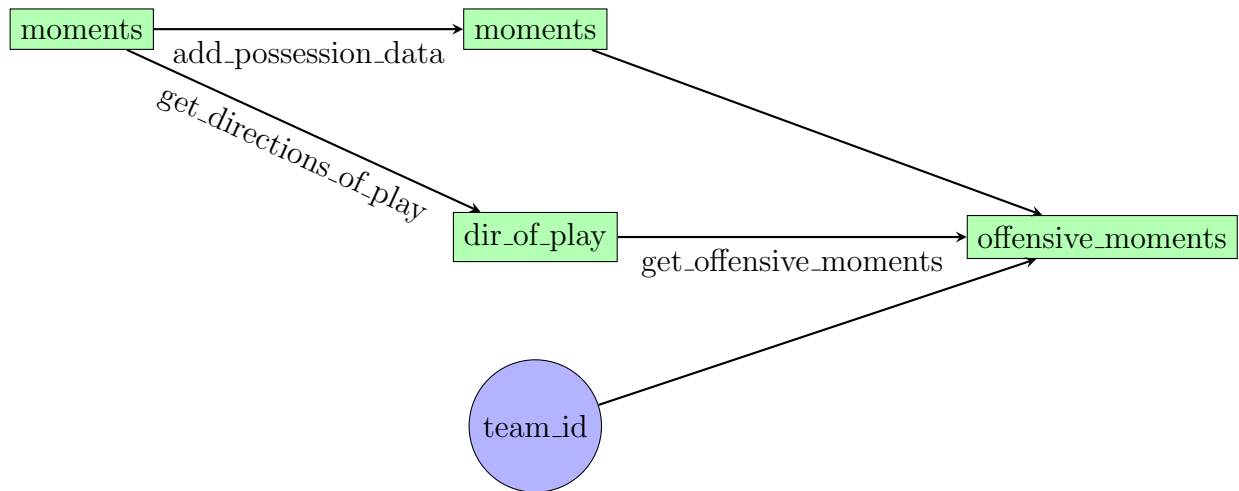 moments
moments
add_possession_data
get_directions_of_play
dir_of_play
offensive_moments
get_offensive_moments
team_id